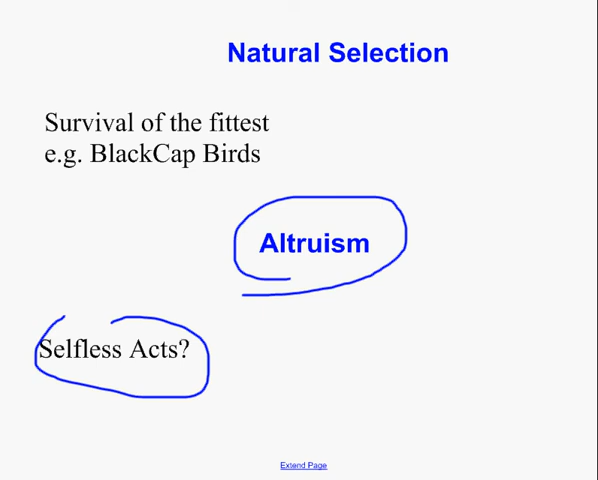 Natural Selection
Survival of the fittest
e.g. BlackCap Birds
Altruism
Selfless Acts?
Extend Page